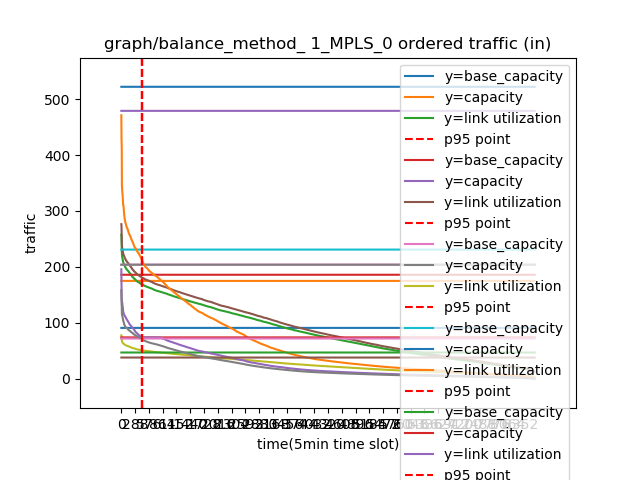 graph/balance_method_ 1_MPLS_0 ordered traffic (in)
traffic
500
400
300
200
100
0
time(5min time slot)
y=base_capacity
y=capacity
y=link utilization
p95 point
y=base_capacity
y=capacity
y=link utilization
p95 point
y=base_capacity
y=capacity
y=link utilization
p95 point
y=base_capacity
y=capacity
y=link utilization
p95 point
y=base_capacity
y=capacity
y=link utilization
p95 point